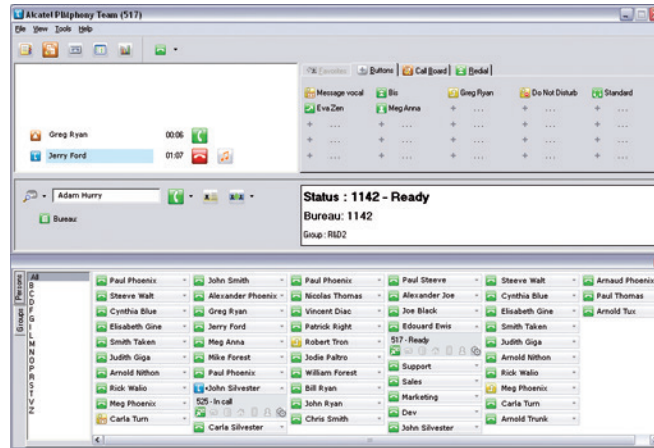 Alcatel PIMphony Team (517)
File View Tools Help
Favorites Buttons Call Board Redial
Message vocal Bis Greg Ryan Do Not Disturb Standard
Eva Zen Meg Anna + ... + ... + ...
+ ... + ... + ... + ... + ...
+ ... + ... + ... + ... + ...
+ ... + ... + ... + ... + ...
Greg Ryan 00:06
Jerry Ford 01:07
Adam Hurry
Bureau
Status : 1142 - Ready
Bureau: 1142
Group : R&D2
Persons
Groups
All
B
C
D
F
G
I
L
M
N
O
P
R
S
T
V
Z
Paul Phoenix
Steeve Walt
Cynthia Blue
Elisabeth Gine
Smith Taken
Judith Giga
Arnold Nithon
Rick Walio
Meg Phoenix
Carla Turn
John Smith
Alexander Phoenix
Greg Ryan
Jerry Ford
Meg Anna
Mike Forest
Paul Phoenix
John Silvester
525 - In call
Carla Silvester
Paul Phoenix
Nicolas Thomas
Vincent Diac
Patrick Right
Robert Tron
Jodie Paltro
William Forest
Bill Ryan
John Ryan
Chris Smith
Paul Steeve
Alexander Joe
Joe Black
Edouard Ewis
517 - Ready
Support
Sales
Marketing
Dev
John Silvester
Steeve Walt
Cynthia Blue
Elisabeth Gine
Smith Taken
Judith Giga
Arnold Nithon
Rick Walio
Meg Phoenix
Carla Turn
Arnold Trunk
Arnaud Phoenix
Paul Thomas
Arnold Tux